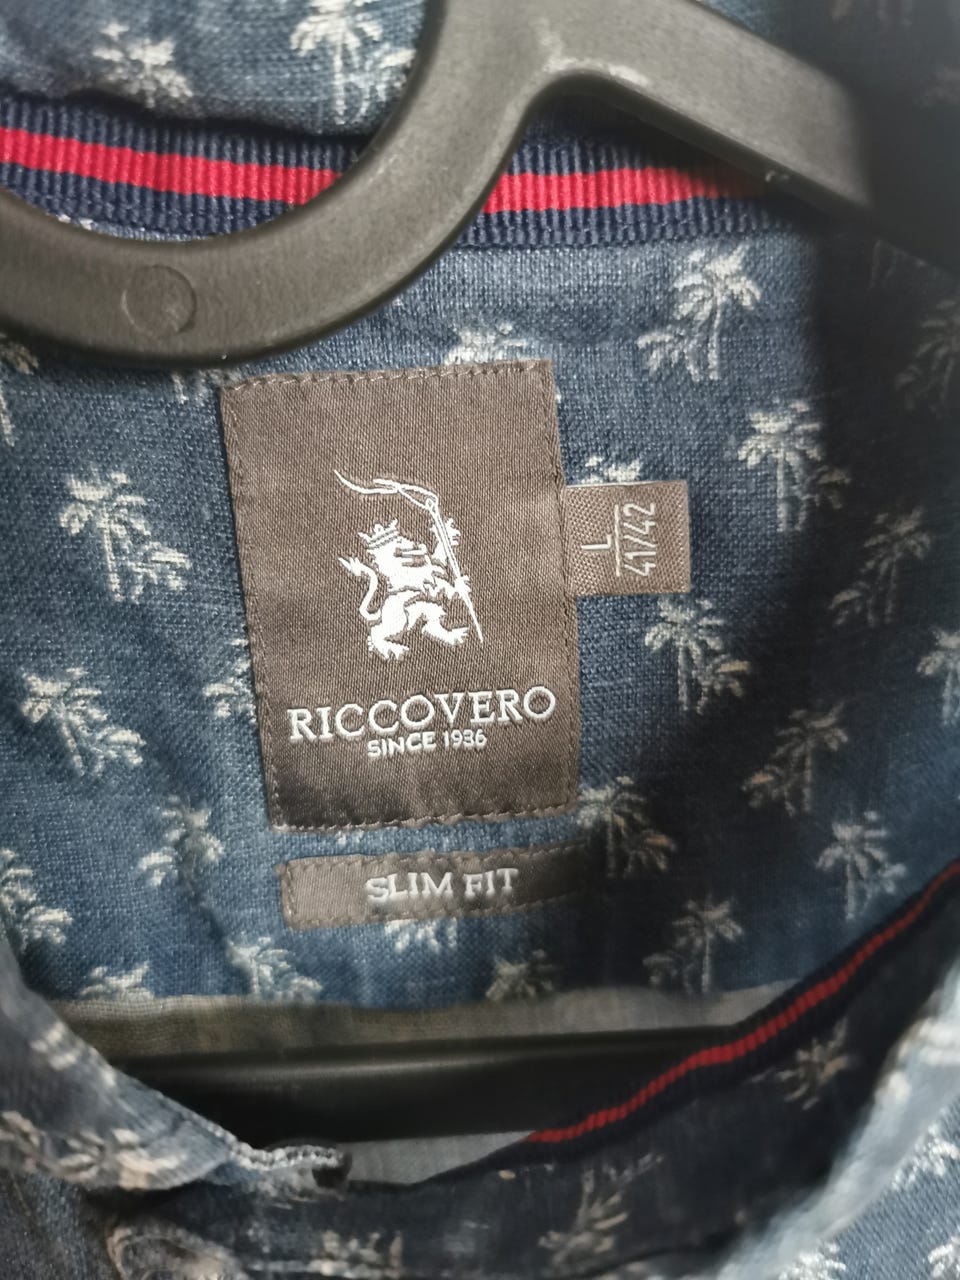 L
41/42
RICCOVERO
SINCE 1936
SLIM FIT